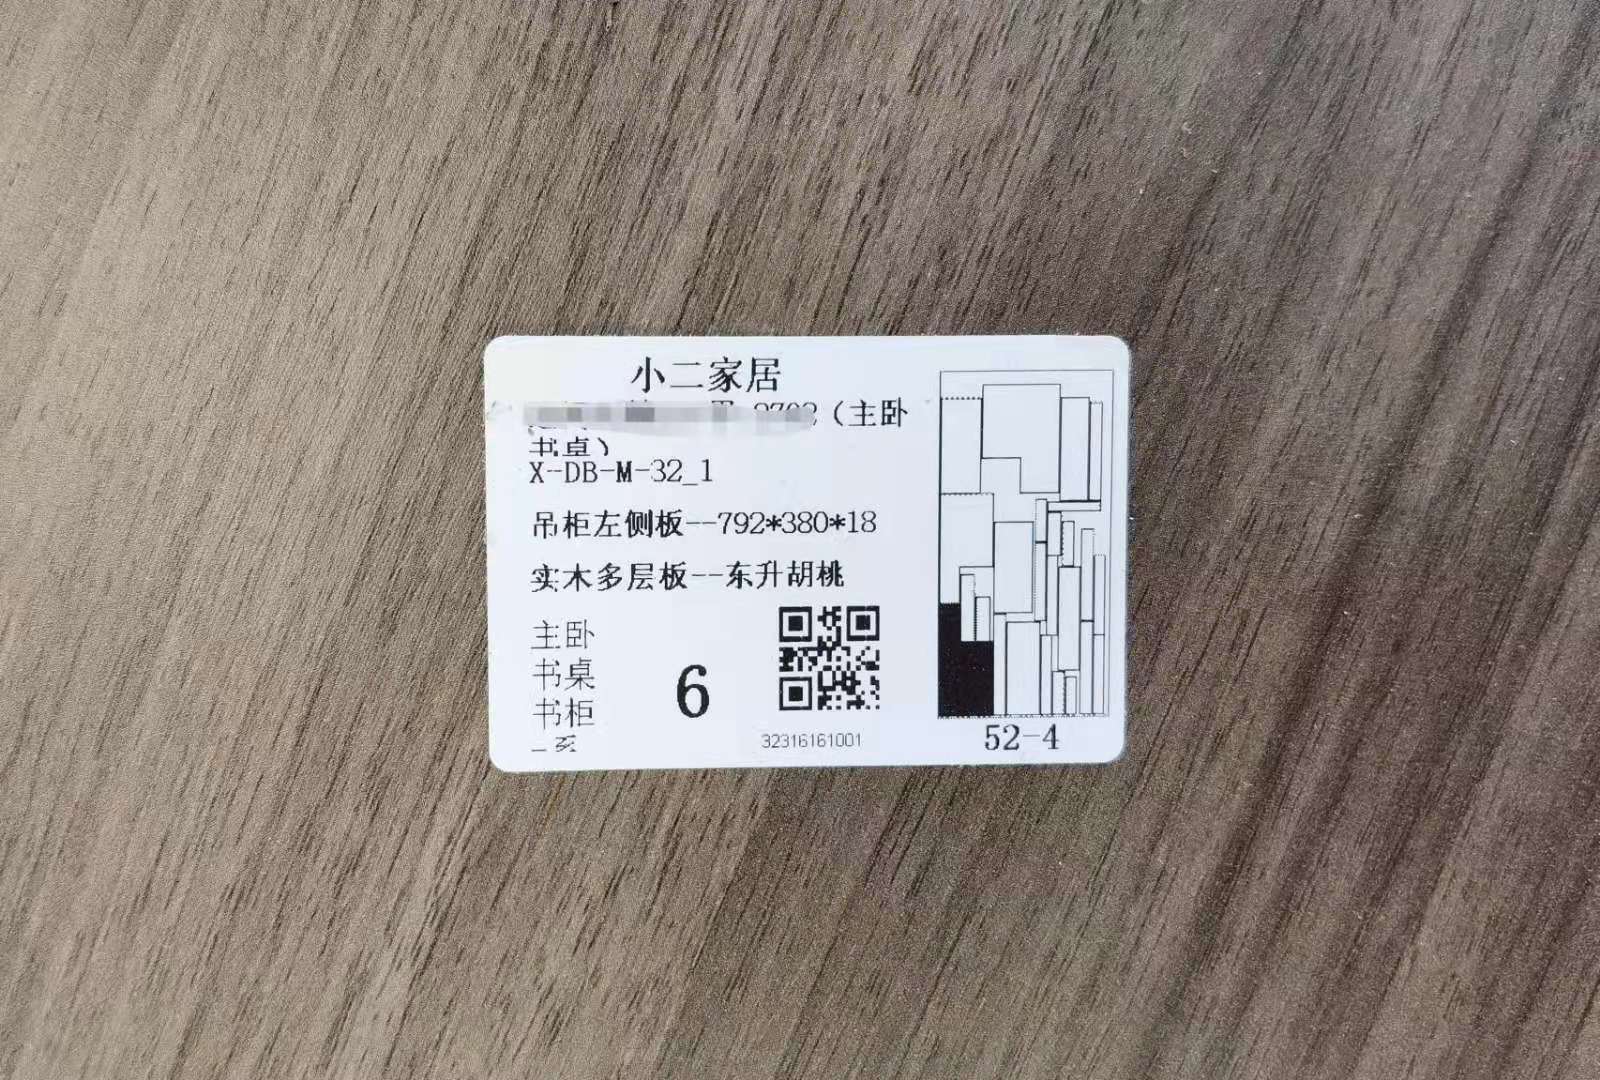 小二家居
（主卧
书桌）
X-DB-M-32_1
吊柜左侧板--792*380*18
实木多层板--东升胡桃
主卧
书桌
书柜
6
32316161001
52-4